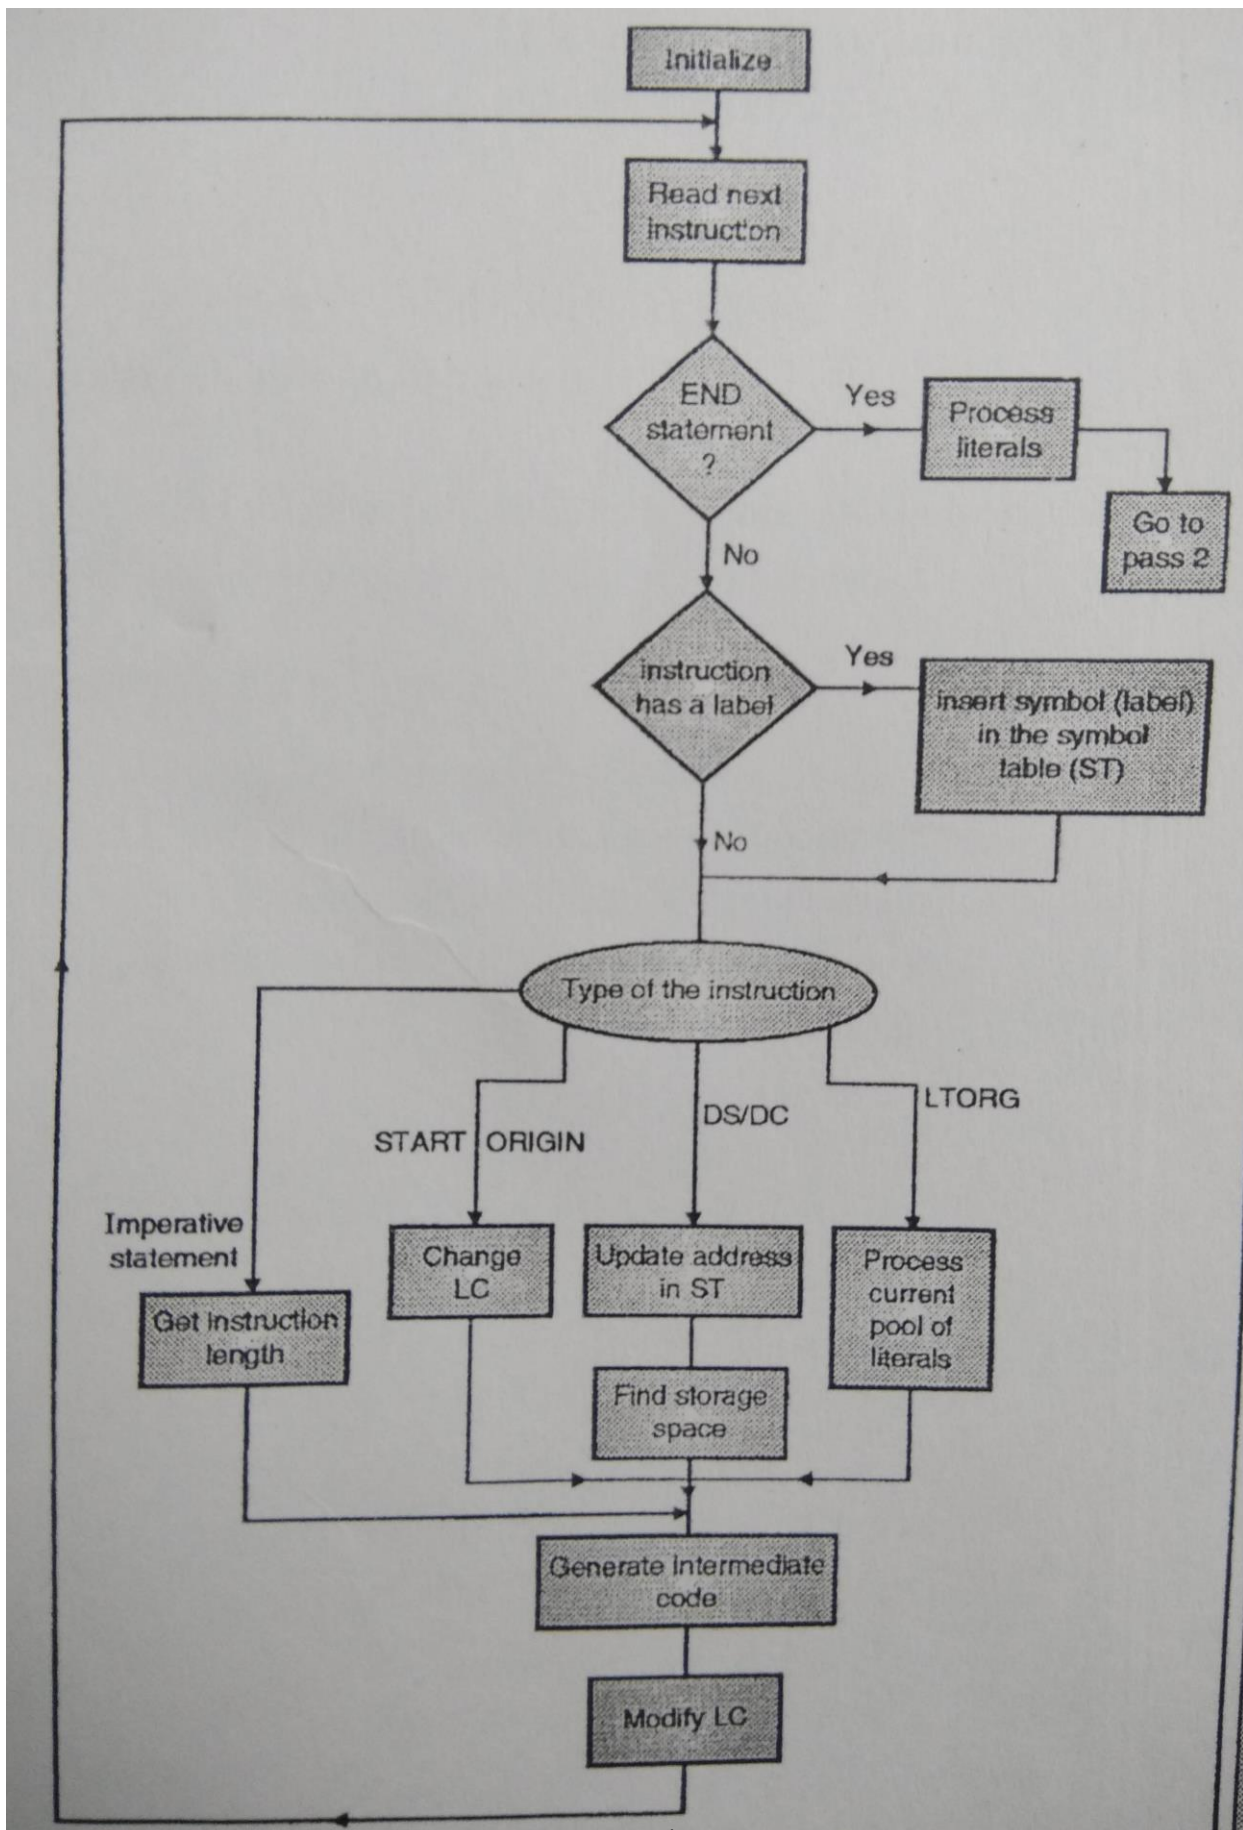 Initialize
Read next
instruction
END
statement
?
Yes
Process
literals
Go to
pass 2
No
instruction
has a label
Yes
insert symbol (label)
in the symbol
table (ST)
No
Type of the instruction
LTORG
DS/DC
START ORIGIN
Imperative
statement
Get instruction
length
Change
LC
Update address
in ST
Process
current
pool of
literals
Find storage
space
Generate intermediate
code
Modify LC